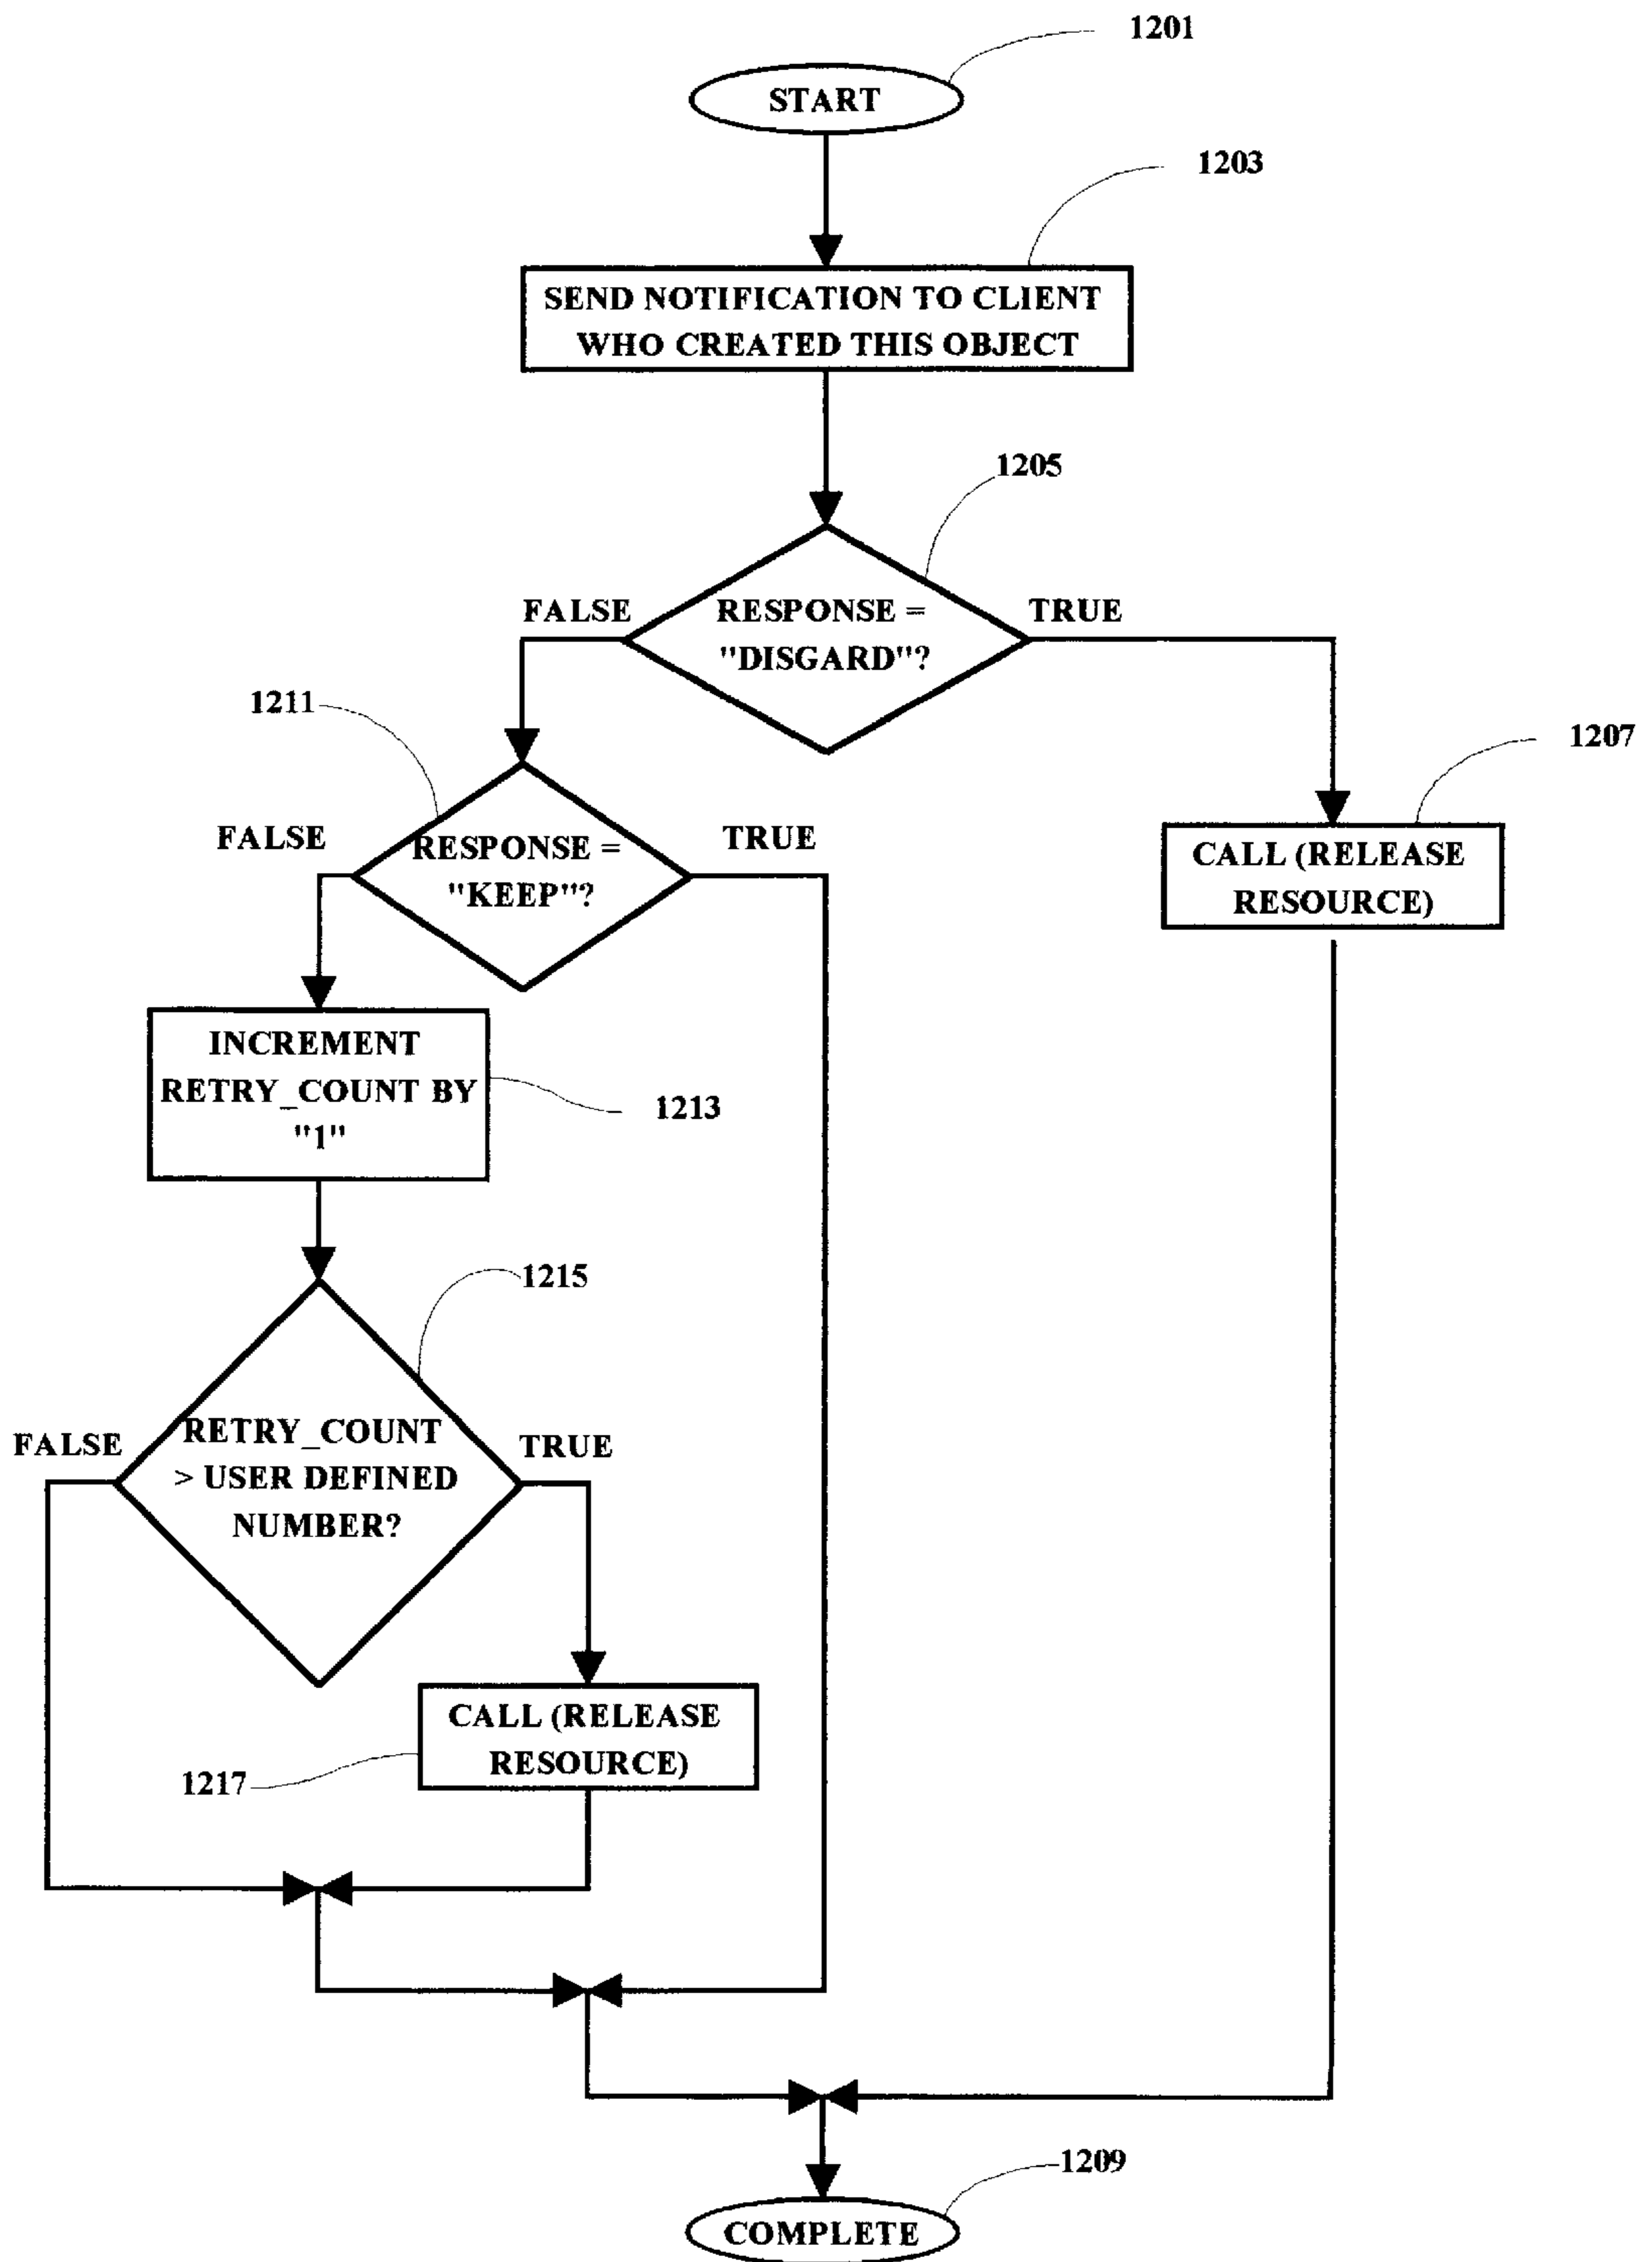 1201
START
1203
SEND NOTIFICATION TO CLIENT
WHO CREATED THIS OBJECT
1205
FALSE
RESPONSE =
"DISGARD"?
TRUE
1211
1207
FALSE
RESPONSE =
"KEEP"?
TRUE
CALL (RELEASE
RESOURCE)
INCREMENT
RETRY_COUNT BY
"1"
1213
1215
FALSE
RETRY_COUNT
> USER DEFINED
NUMBER?
TRUE
CALL (RELEASE
RESOURCE)
1217
1209
COMPLETE